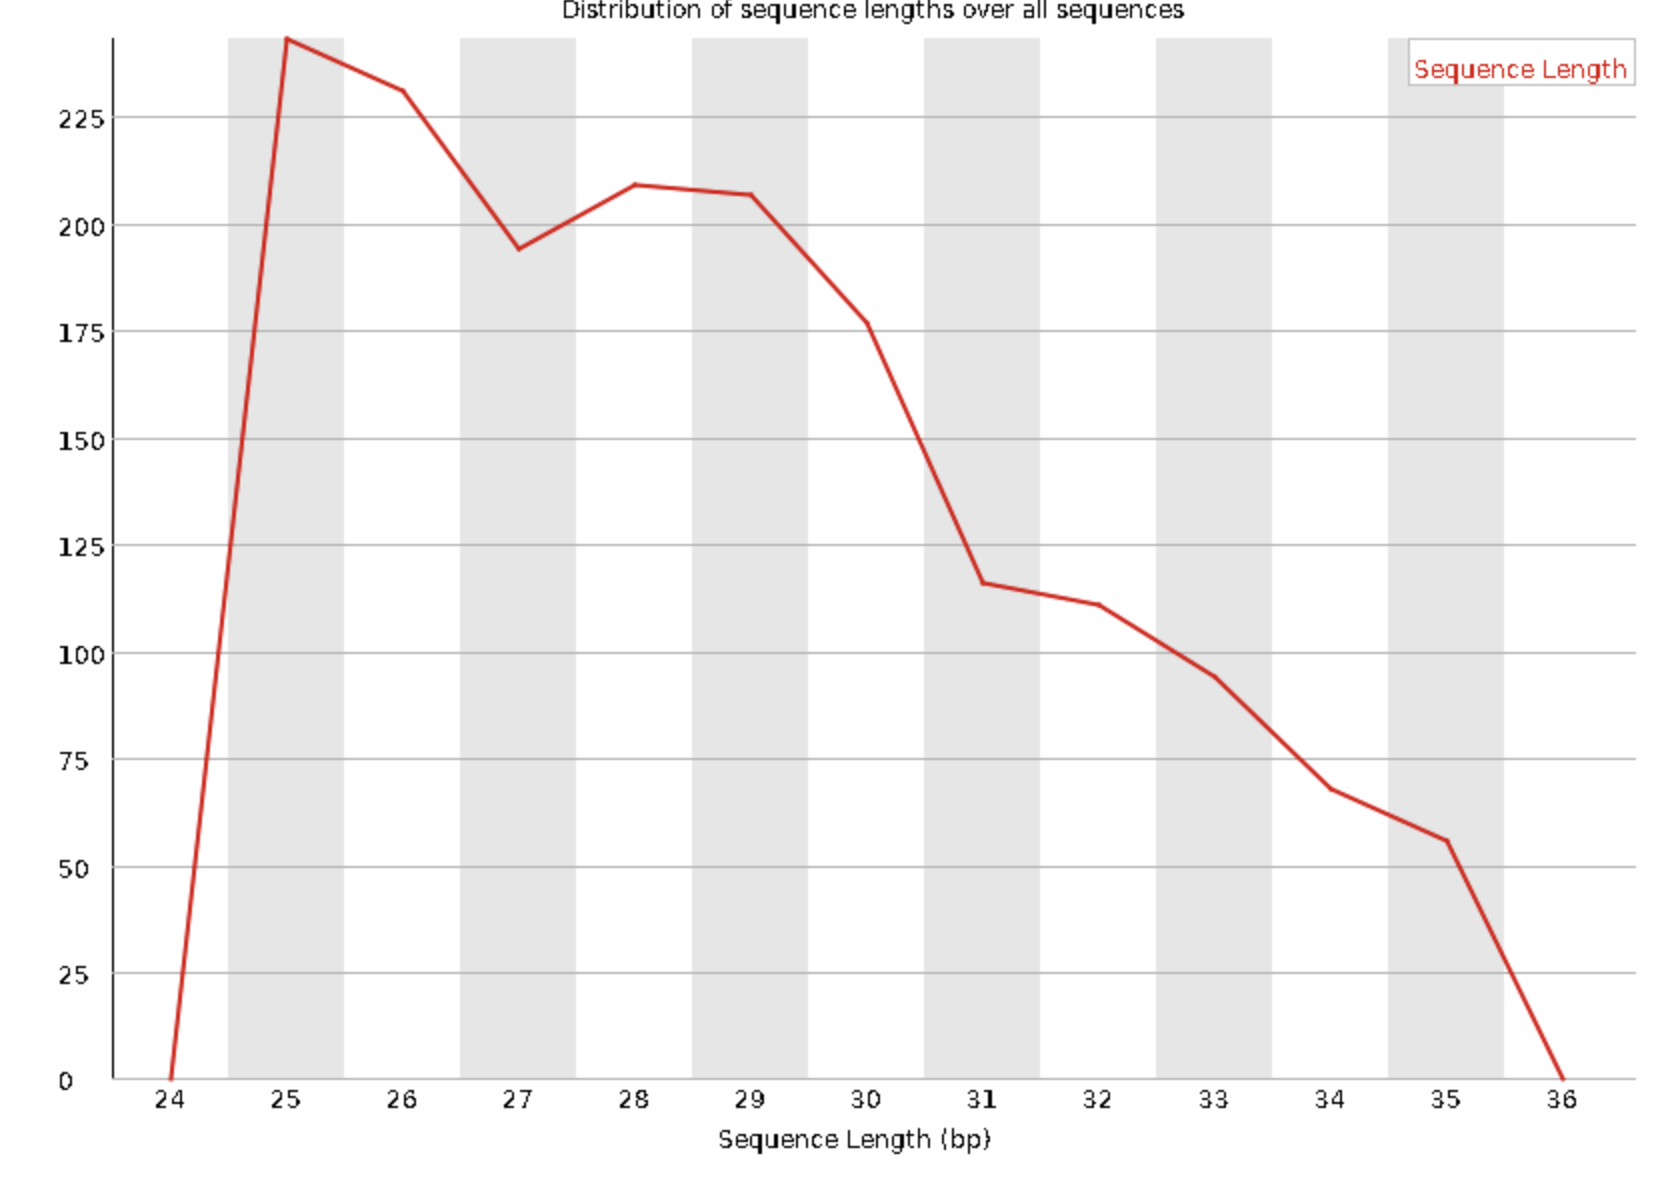 Distribution of sequence lengths over all sequences
Sequence Length
225
200
175
150
125
100
75
50
25
0
24 25 26 27 28 29 30 31 32 33 34 35 36
Sequence Length (bp)